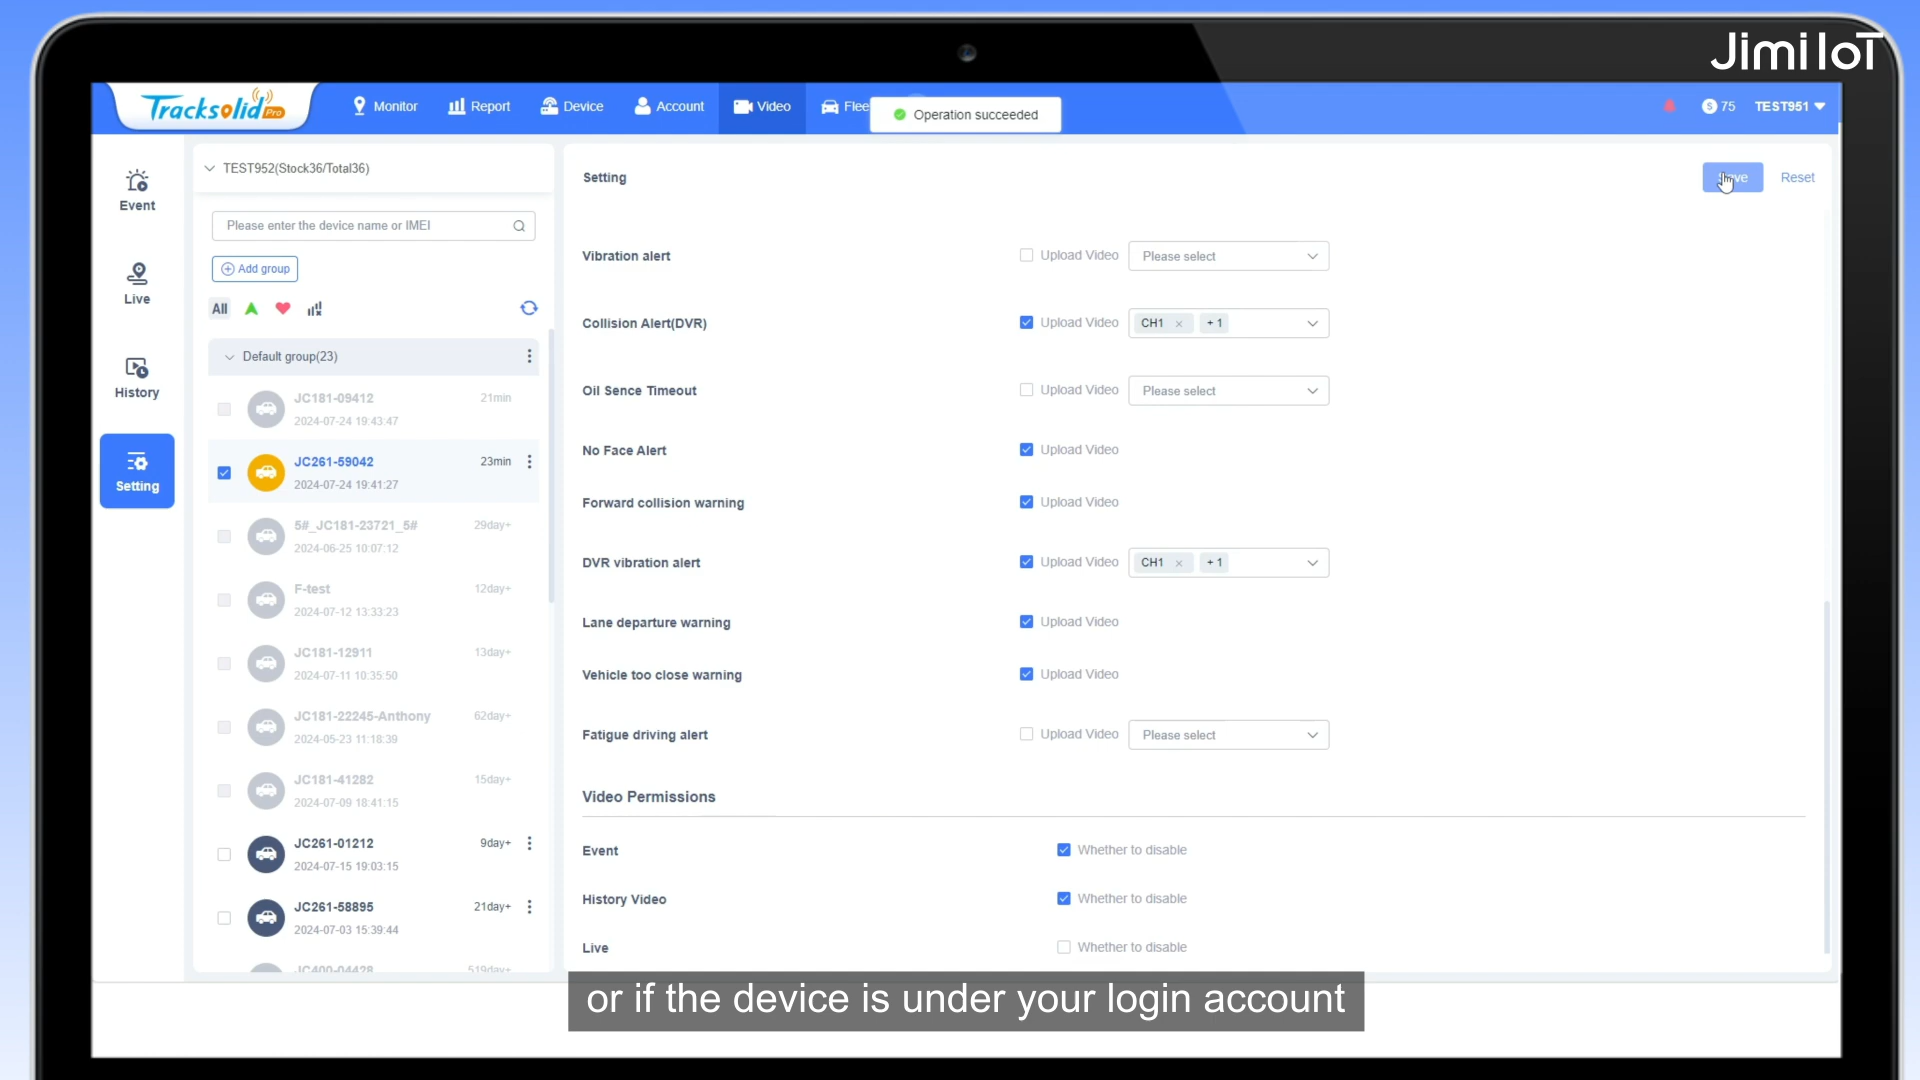 Jimi IoT
Tracksolid Pro
Monitor
Report
Device
Account
Video
Flee
Operation succeeded
75
TEST951
Event
Live
History
Setting
TEST952(Stock36/Total36)
Please enter the device name or IMEI
Add group
All
Default group(23)
JC181-09412 21min
2024-07-24 19:43:47
JC261-59042 23min
2024-07-24 19:41:27
5#_JC181-23721_5# 29day+
2024-06-25 10:07:12
F-test 12day+
2024-07-12 13:33:23
JC181-12911 13day+
2024-07-11 10:35:50
JC181-22245-Anthony 62day+
2024-05-23 11:18:39
JC181-41282 15day+
2024-07-09 18:41:15
JC261-01212 9day+
2024-07-15 19:03:15
JC261-58895 21day+
2024-07-03 15:39:44
JC400-04428 519day+
Setting
Reset
Vibration alert Upload Video Please select
Collision Alert(DVR) Upload Video CH1 × + 1
Oil Sence Timeout Upload Video Please select
No Face Alert Upload Video
Forward collision warning Upload Video
DVR vibration alert Upload Video CH1 × + 1
Lane departure warning Upload Video
Vehicle too close warning Upload Video
Fatigue driving alert Upload Video Please select
Video Permissions
Event Whether to disable
History Video Whether to disable
Live Whether to disable
or if the device is under your login account